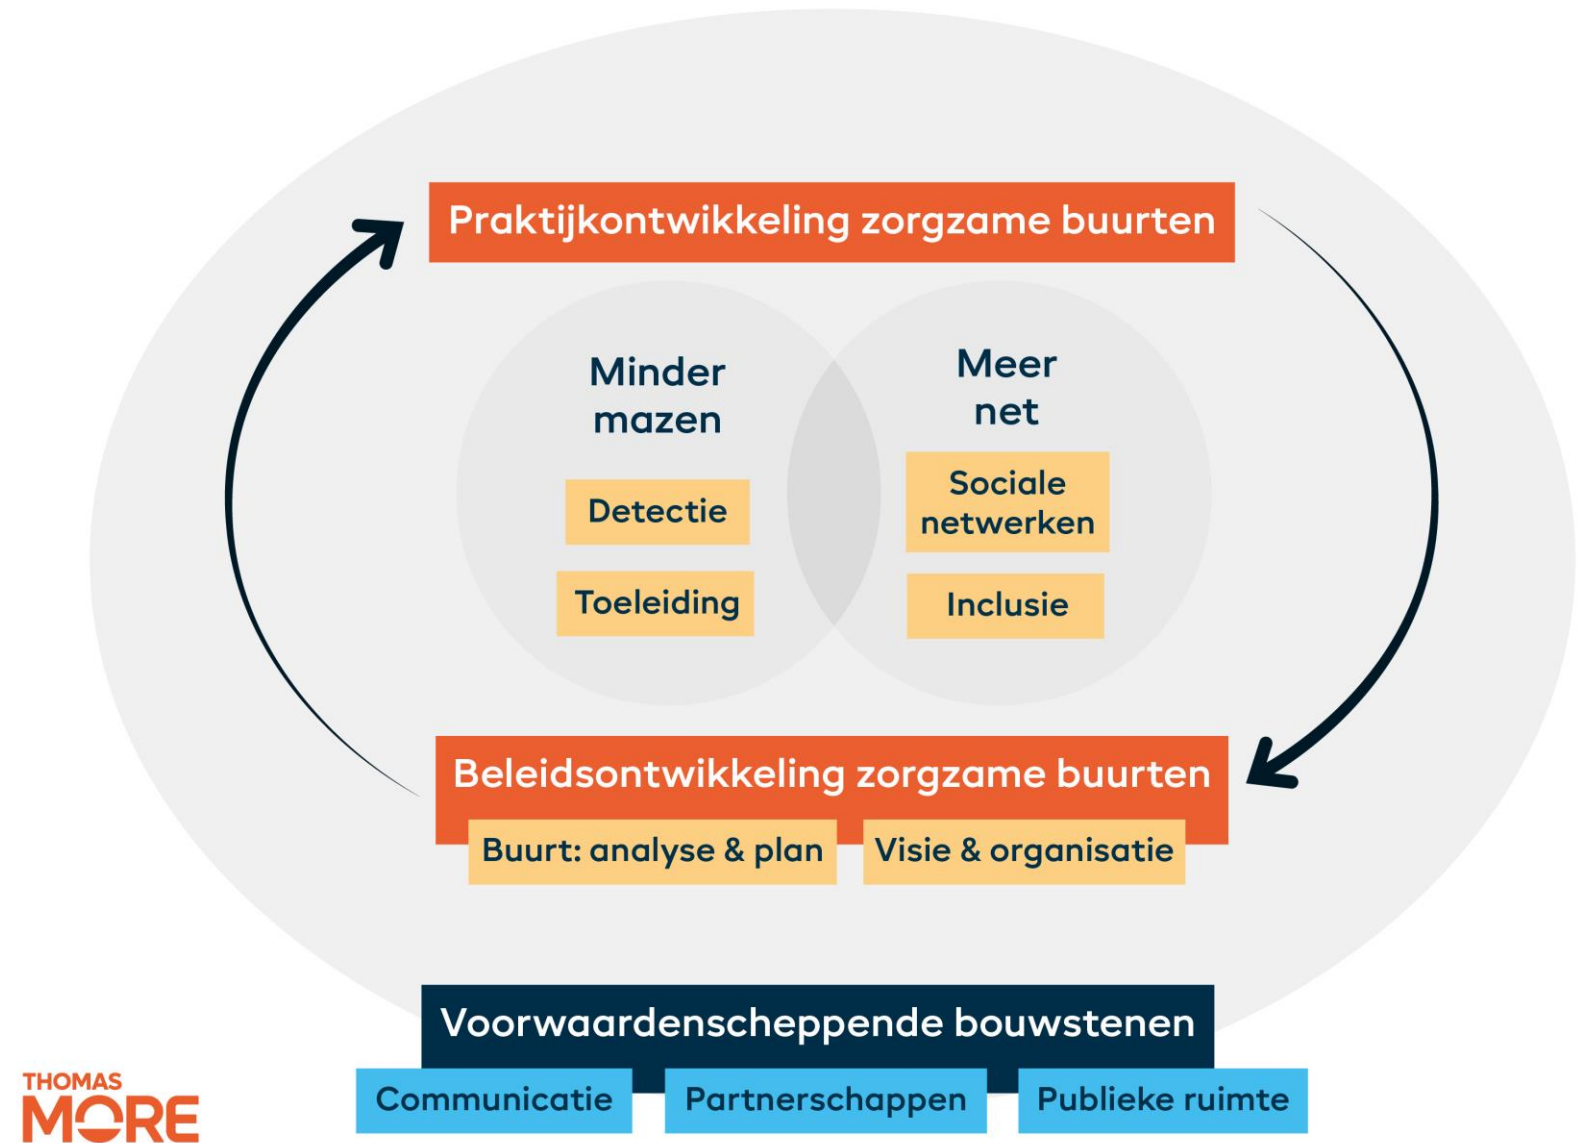 Praktijkontwikkeling zorgzame buurten
Minder
mazen
Detectie
Toeleiding
Meer
net
Sociale
netwerken
Inclusie
Beleidsontwikkeling zorgzame buurten
Buurt: analyse & plan
Visie & organisatie
Voorwaardenscheppende bouwstenen
Communicatie
Partnerschappen
Publieke ruimte
THOMAS
MORE